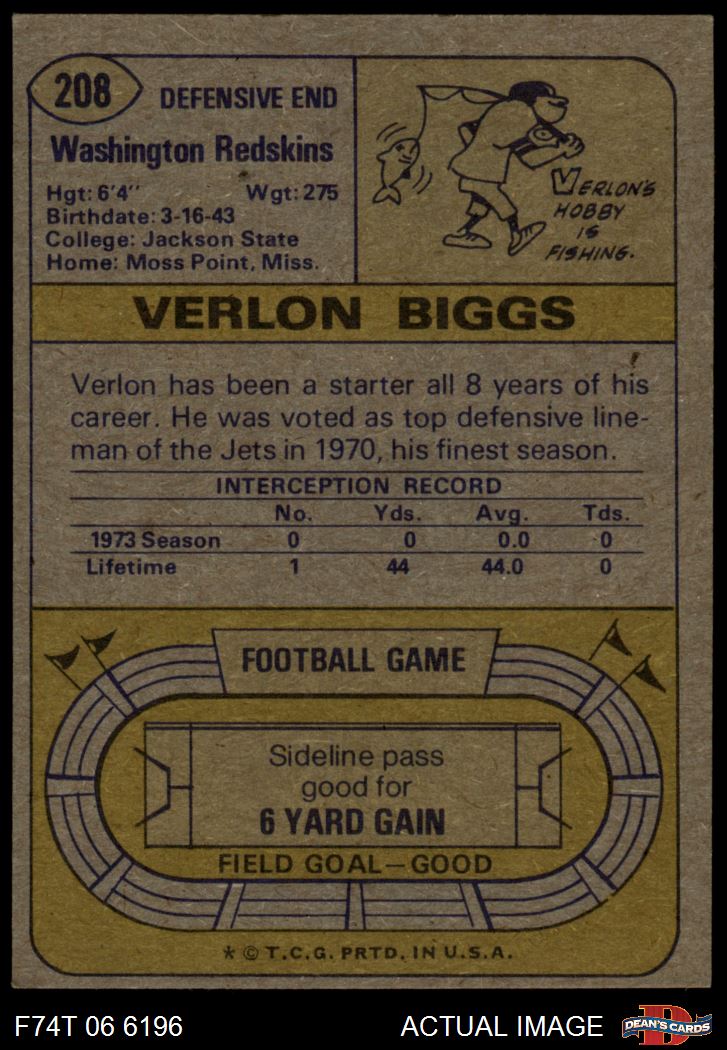 208
DEFENSIVE END
Washington Redskins
Hgt: 6'4" Wgt: 275
Birthdate: 3-16-43
College: Jackson State
Home: Moss Point, Miss.
VERLON'S
HOBBY
IS
FISHING.
VERLON BIGGS
Verlon has been a starter all 8 years of his
career. He was voted as top defensive line-
man of the Jets in 1970, his finest season.
INTERCEPTION RECORD
No. Yds. Avg. Tds.
1973 Season 0 0 0.0 0
Lifetime 1 44 44.0 0
FOOTBALL GAME
Sideline pass
good for
6 YARD GAIN
FIELD GOAL—GOOD
* © T.C.G. PRTD. IN U.S.A.
F74T 06 6196 ACTUAL IMAGE
DEAN'S CARDS